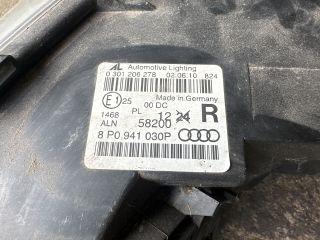 AL Automotive Lighting
0 301 206 278 02.06.10 824
Made in Germany
E1 25 00 DC
1468 PL 12 24 R
ALN 58200
8 P0.941 030P